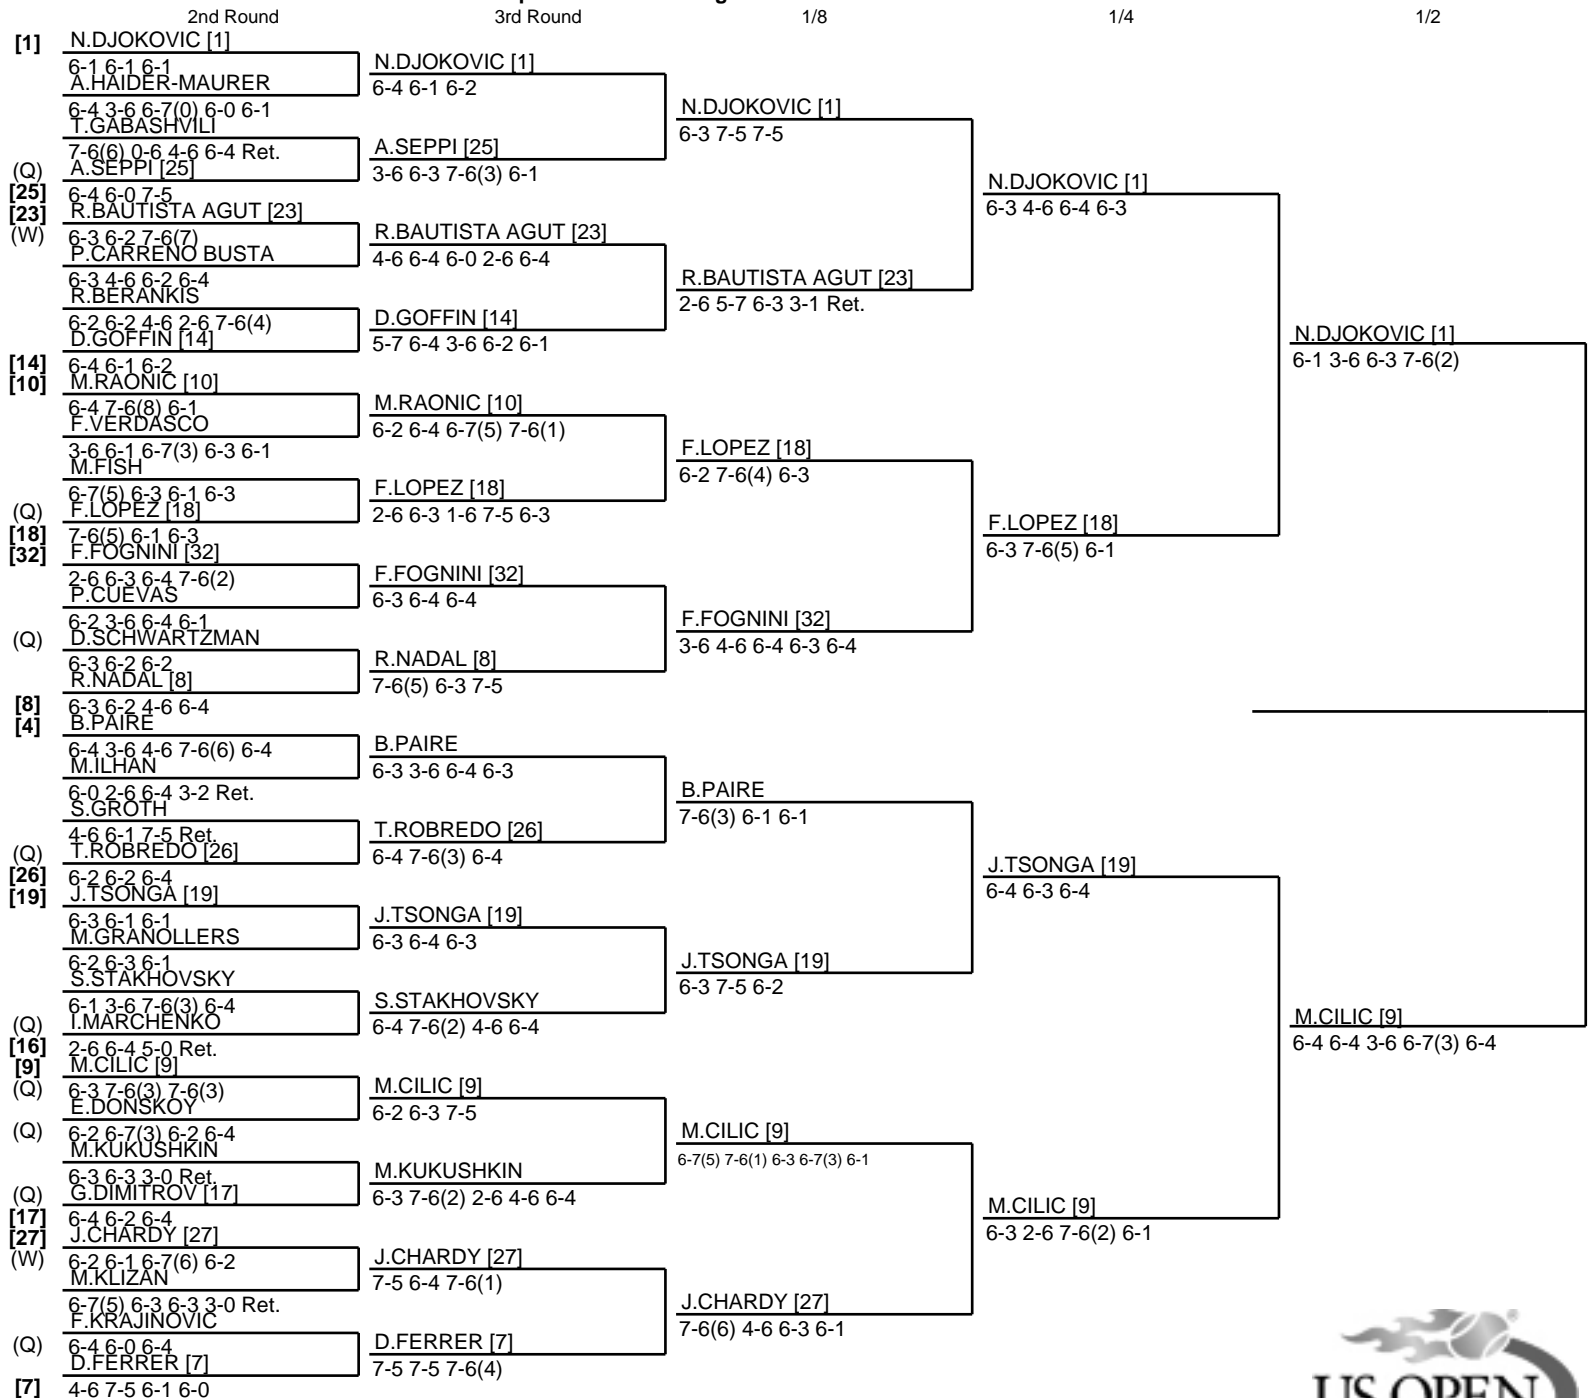 2nd Round 3rd Round 1/8 1/4 1/2
[1] N.DJOKOVIC [1]
6-1 6-1 6-1
A.HAIDER-MAURER
6-4 3-6 6-7(0) 6-0 6-1
T.GABASHVILI
7-6(6) 0-6 4-6 6-4 Ret.
(Q) A.SEPPI [25]
[25] 6-4 6-0 7-5
[23] R.BAUTISTA AGUT [23]
(W) 6-3 6-2 7-6(7)
P.CARRENO BUSTA
6-3 4-6 6-2 6-4
R.BERANKIS
6-2 6-2 4-6 2-6 7-6(4)
D.GOFFIN [14]
[14] 6-4 6-1 6-2
[10] M.RAONIC [10]
6-4 7-6(8) 6-1
F.VERDASCO
3-6 6-1 6-7(3) 6-3 6-1
M.FISH
6-7(5) 6-3 6-1 6-3
(Q) F.LOPEZ [18]
[18] 7-6(5) 6-1 6-3
[32] F.FOGNINI [32]
2-6 6-3 6-4 7-6(2)
P.CUEVAS
6-2 3-6 6-4 6-1
(Q) D.SCHWARTZMAN
6-3 6-2 6-2
R.NADAL [8]
[8] 6-3 6-2 4-6 6-4
[4] B.PAIRE
6-4 3-6 4-6 7-6(6) 6-4
M.ILHAN
6-0 2-6 6-4 3-2 Ret.
S.GROTH
4-6 6-1 7-5 Ret.
(Q) T.ROBREDO [26]
[26] 6-2 6-2 6-4
[19] J.TSONGA [19]
6-3 6-1 6-1
M.GRANOLLERS
6-2 6-3 6-1
S.STAKHOVSKY
6-1 3-6 7-6(3) 6-4
(Q) I.MARCHENKO
[16] 2-6 6-4 5-0 Ret.
[9] M.CILIC [9]
(Q) 6-3 7-6(3) 7-6(3)
E.DONSKOY
(Q) 6-2 6-7(3) 6-2 6-4
M.KUKUSHKIN
6-3 6-3 3-0 Ret.
(Q) G.DIMITROV [17]
[17] 6-4 6-2 6-4
[27] J.CHARDY [27]
(W) 6-2 6-1 6-7(6) 6-2
M.KLIZAN
6-7(5) 6-3 6-3 3-0 Ret.
F.KRAJINOVIC
(Q) 6-4 6-0 6-4
D.FERRER [7]
[7] 4-6 7-5 6-1 6-0
N.DJOKOVIC [1]
6-4 6-1 6-2
A.SEPPI [25]
3-6 6-3 7-6(3) 6-1
R.BAUTISTA AGUT [23]
4-6 6-4 6-0 2-6 6-4
D.GOFFIN [14]
5-7 6-4 3-6 6-2 6-1
M.RAONIC [10]
6-2 6-4 6-7(5) 7-6(1)
F.LOPEZ [18]
2-6 6-3 1-6 7-5 6-3
F.FOGNINI [32]
6-3 6-4 6-4
R.NADAL [8]
7-6(5) 6-3 7-5
B.PAIRE
6-3 3-6 6-4 6-3
T.ROBREDO [26]
6-4 7-6(3) 6-4
J.TSONGA [19]
6-3 6-4 6-3
S.STAKHOVSKY
6-4 7-6(2) 4-6 6-4
M.CILIC [9]
6-2 6-3 7-5
M.KUKUSHKIN
6-3 7-6(2) 2-6 4-6 6-4
J.CHARDY [27]
7-5 6-4 7-6(1)
D.FERRER [7]
7-5 7-5 7-6(4)
N.DJOKOVIC [1]
6-3 7-5 7-5
R.BAUTISTA AGUT [23]
2-6 5-7 6-3 3-1 Ret.
F.LOPEZ [18]
6-2 7-6(4) 6-3
F.FOGNINI [32]
3-6 4-6 6-4 6-3 6-4
B.PAIRE
7-6(3) 6-1 6-1
J.TSONGA [19]
6-3 7-5 6-2
M.CILIC [9]
6-7(5) 7-6(1) 6-3 6-7(3) 6-1
J.CHARDY [27]
7-6(6) 4-6 6-3 6-1
N.DJOKOVIC [1]
6-3 4-6 6-4 6-3
F.LOPEZ [18]
6-3 7-6(5) 6-1
J.TSONGA [19]
6-4 6-3 6-4
M.CILIC [9]
6-3 2-6 7-6(2) 6-1
N.DJOKOVIC [1]
6-1 3-6 6-3 7-6(2)
M.CILIC [9]
6-4 6-4 3-6 6-7(3) 6-4
US OPEN